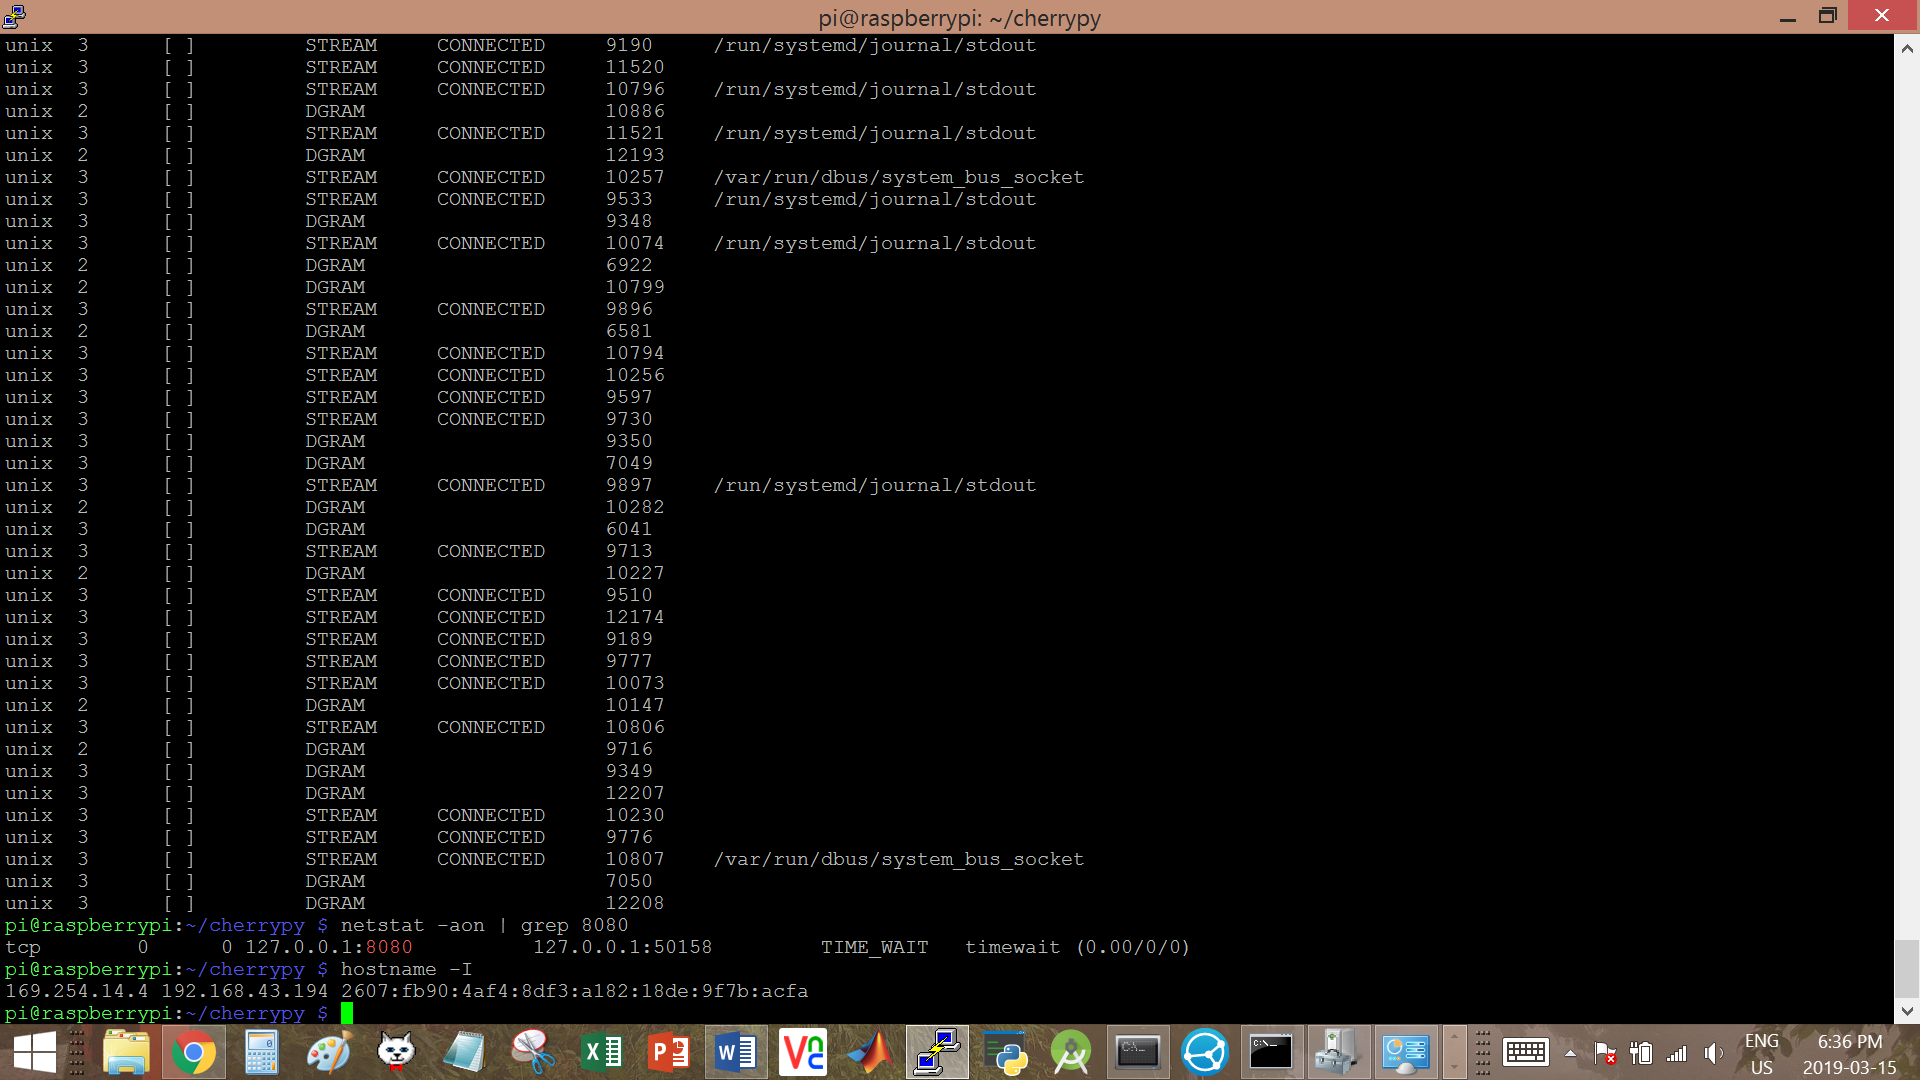 pi@raspberrypi: ~/cherrypy
unix 3 [ ] STREAM CONNECTED 9190 /run/systemd/journal/stdout
unix 3 [ ] STREAM CONNECTED 11520
unix 3 [ ] STREAM CONNECTED 10796 /run/systemd/journal/stdout
unix 2 [ ] DGRAM 10886
unix 3 [ ] STREAM CONNECTED 11521 /run/systemd/journal/stdout
unix 2 [ ] DGRAM 12193
unix 3 [ ] STREAM CONNECTED 10257 /var/run/dbus/system_bus_socket
unix 3 [ ] STREAM CONNECTED 9533 /run/systemd/journal/stdout
unix 3 [ ] DGRAM 9348
unix 3 [ ] STREAM CONNECTED 10074 /run/systemd/journal/stdout
unix 2 [ ] DGRAM 6922
unix 2 [ ] DGRAM 10799
unix 3 [ ] STREAM CONNECTED 9896
unix 2 [ ] DGRAM 6581
unix 3 [ ] STREAM CONNECTED 10794
unix 3 [ ] STREAM CONNECTED 10256
unix 3 [ ] STREAM CONNECTED 9597
unix 3 [ ] STREAM CONNECTED 9730
unix 3 [ ] DGRAM 9350
unix 3 [ ] DGRAM 7049
unix 3 [ ] STREAM CONNECTED 9897 /run/systemd/journal/stdout
unix 2 [ ] DGRAM 10282
unix 3 [ ] DGRAM 6041
unix 3 [ ] STREAM CONNECTED 9713
unix 2 [ ] DGRAM 10227
unix 3 [ ] STREAM CONNECTED 9510
unix 3 [ ] STREAM CONNECTED 12174
unix 3 [ ] STREAM CONNECTED 9189
unix 3 [ ] STREAM CONNECTED 9777
unix 3 [ ] STREAM CONNECTED 10073
unix 2 [ ] DGRAM 10147
unix 3 [ ] STREAM CONNECTED 10806
unix 2 [ ] DGRAM 9716
unix 3 [ ] DGRAM 9349
unix 3 [ ] DGRAM 12207
unix 3 [ ] STREAM CONNECTED 10230
unix 3 [ ] STREAM CONNECTED 9776
unix 3 [ ] STREAM CONNECTED 10807 /var/run/dbus/system_bus_socket
unix 3 [ ] DGRAM 7050
unix 3 [ ] DGRAM 12208
pi@raspberrypi:~/cherrypy $ netstat -aon | grep 8080
tcp 0 0 127.0.0.1:8080 127.0.0.1:50158 TIME_WAIT timewait (0.00/0/0)
pi@raspberrypi:~/cherrypy $ hostname -I
169.254.14.4 192.168.43.194 2607:fb90:4af4:8df3:a182:18de:9f7b:acfa
pi@raspberrypi:~/cherrypy $
ENG 6:36 PM
US 2019-03-15